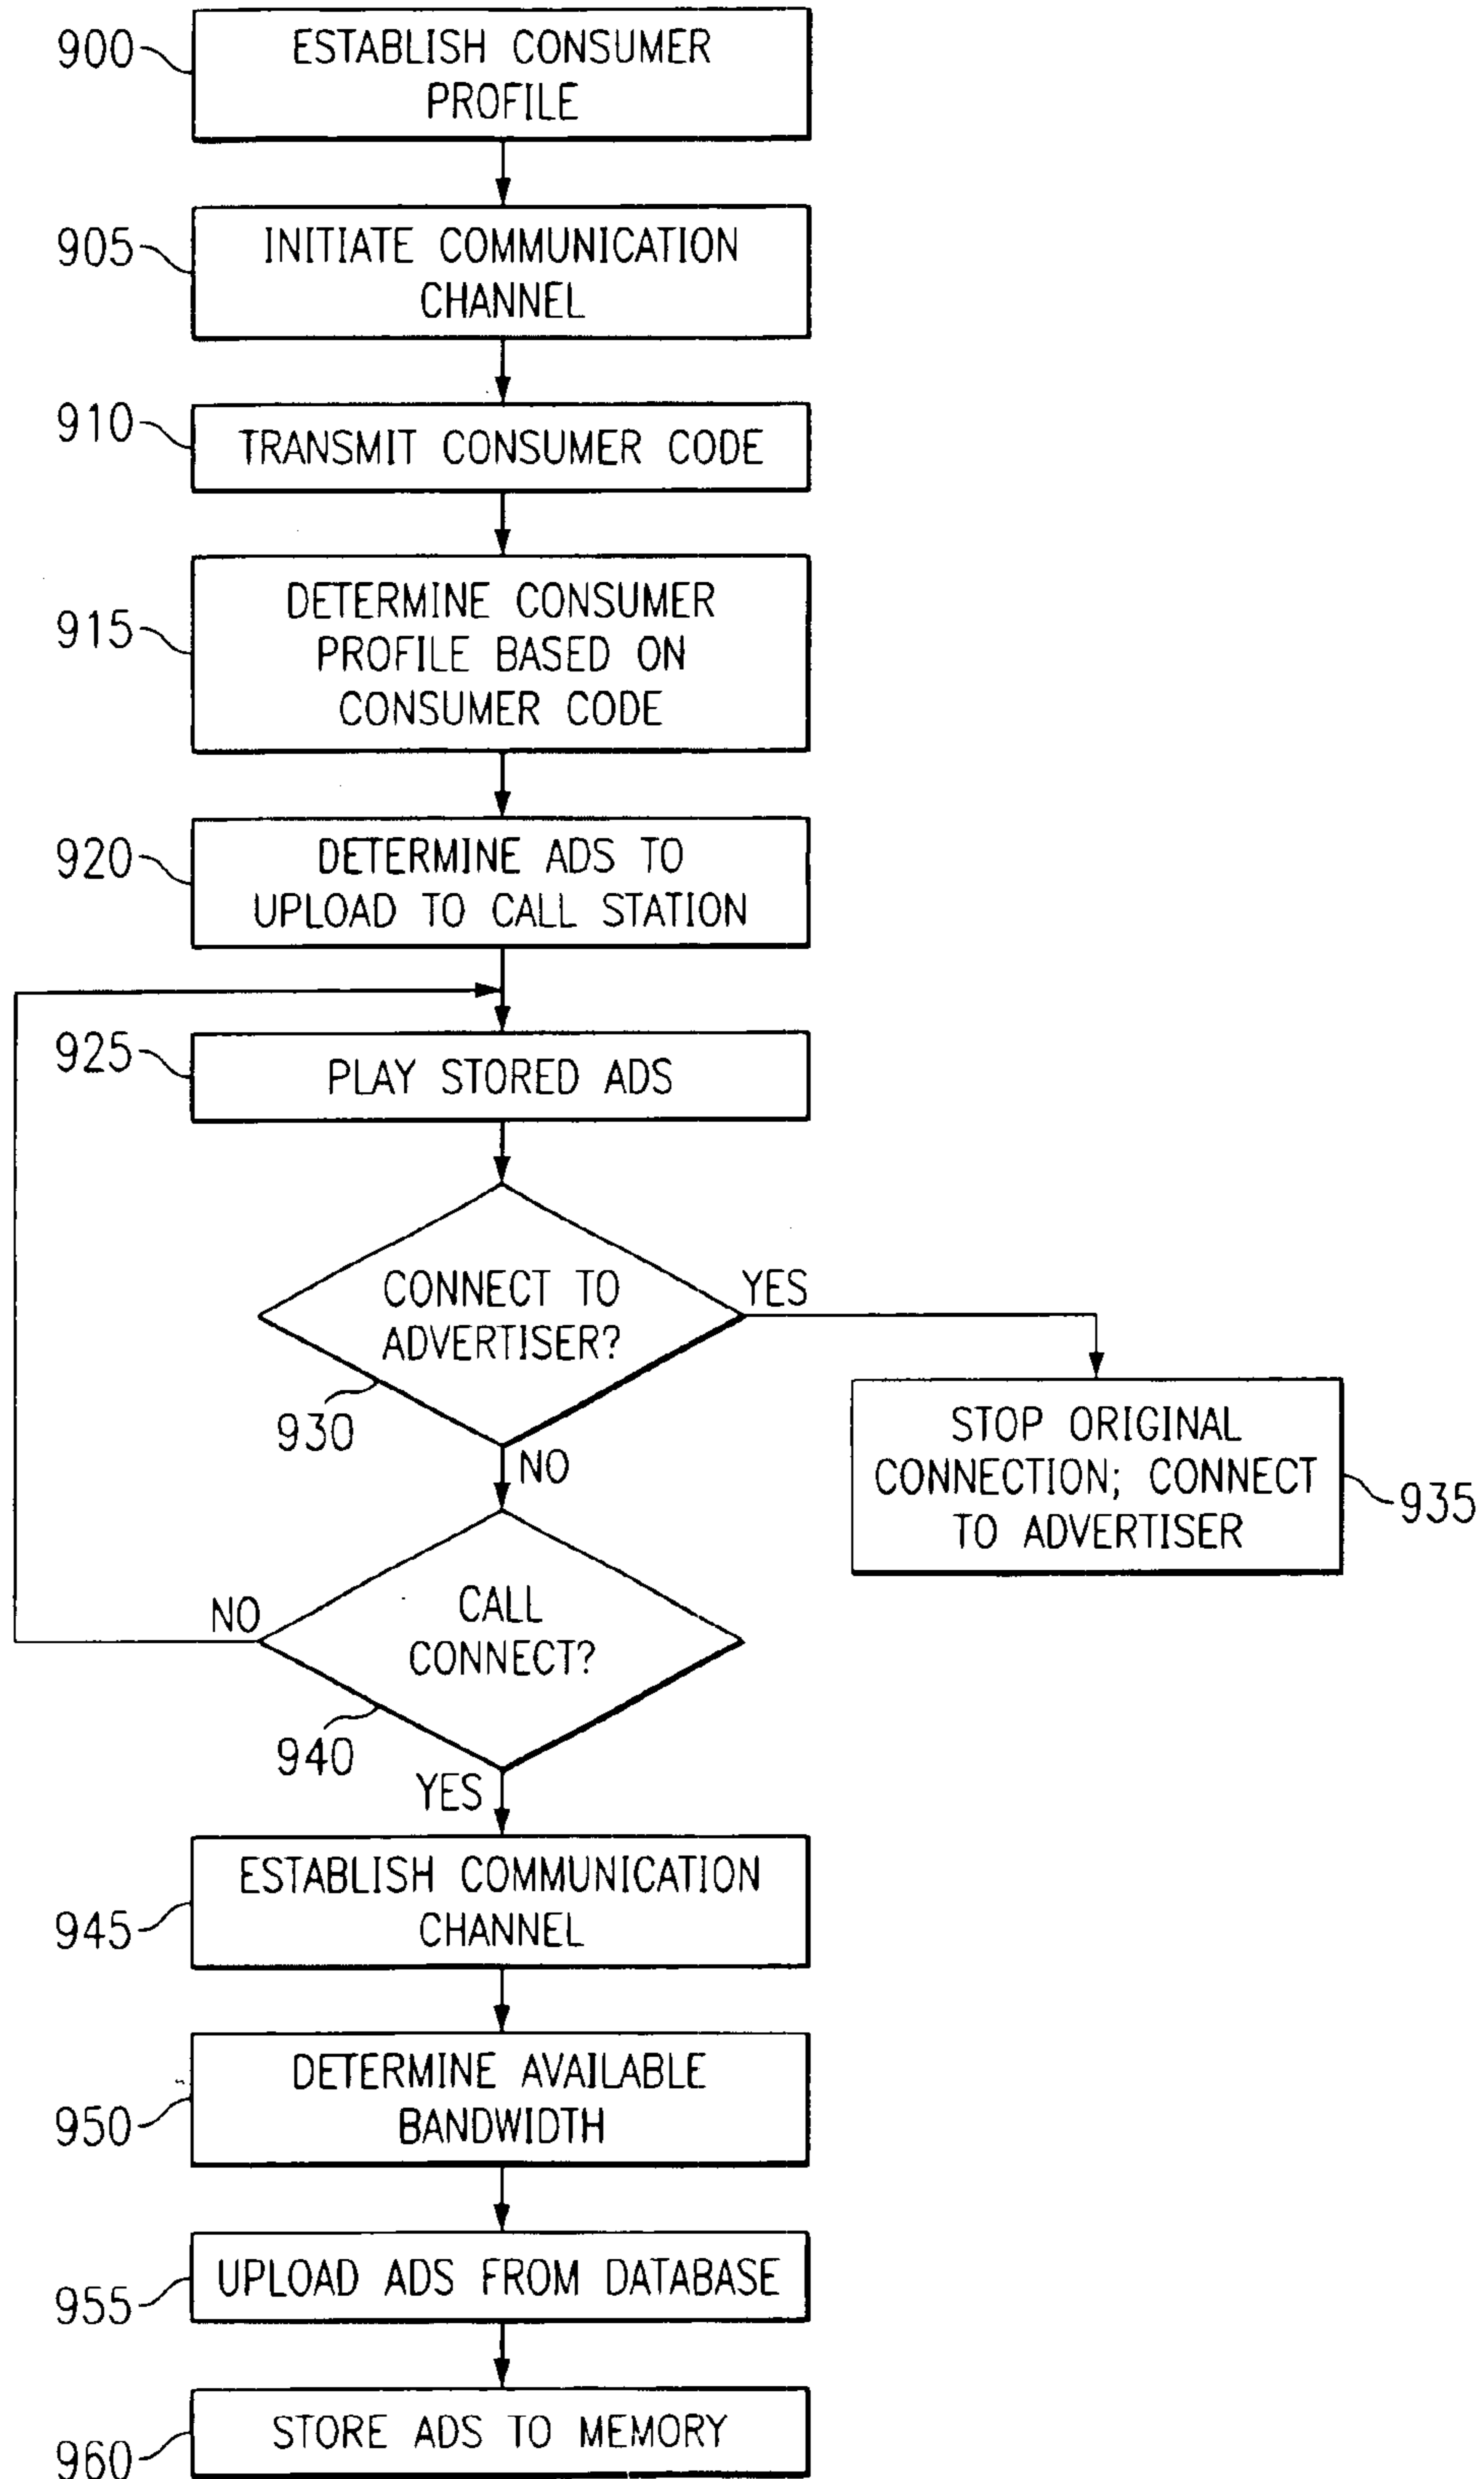 900
ESTABLISH CONSUMER
PROFILE
905
INITIATE COMMUNICATION
CHANNEL
910
TRANSMIT CONSUMER CODE
915
DETERMINE CONSUMER
PROFILE BASED ON
CONSUMER CODE
920
DETERMINE ADS TO
UPLOAD TO CALL STATION
925
PLAY STORED ADS
CONNECT TO
ADVERTISER?
YES
930
NO
STOP ORIGINAL
CONNECTION; CONNECT
TO ADVERTISER
935
CALL
CONNECT?
NO
940
YES
945
ESTABLISH COMMUNICATION
CHANNEL
950
DETERMINE AVAILABLE
BANDWIDTH
955
UPLOAD ADS FROM DATABASE
960
STORE ADS TO MEMORY